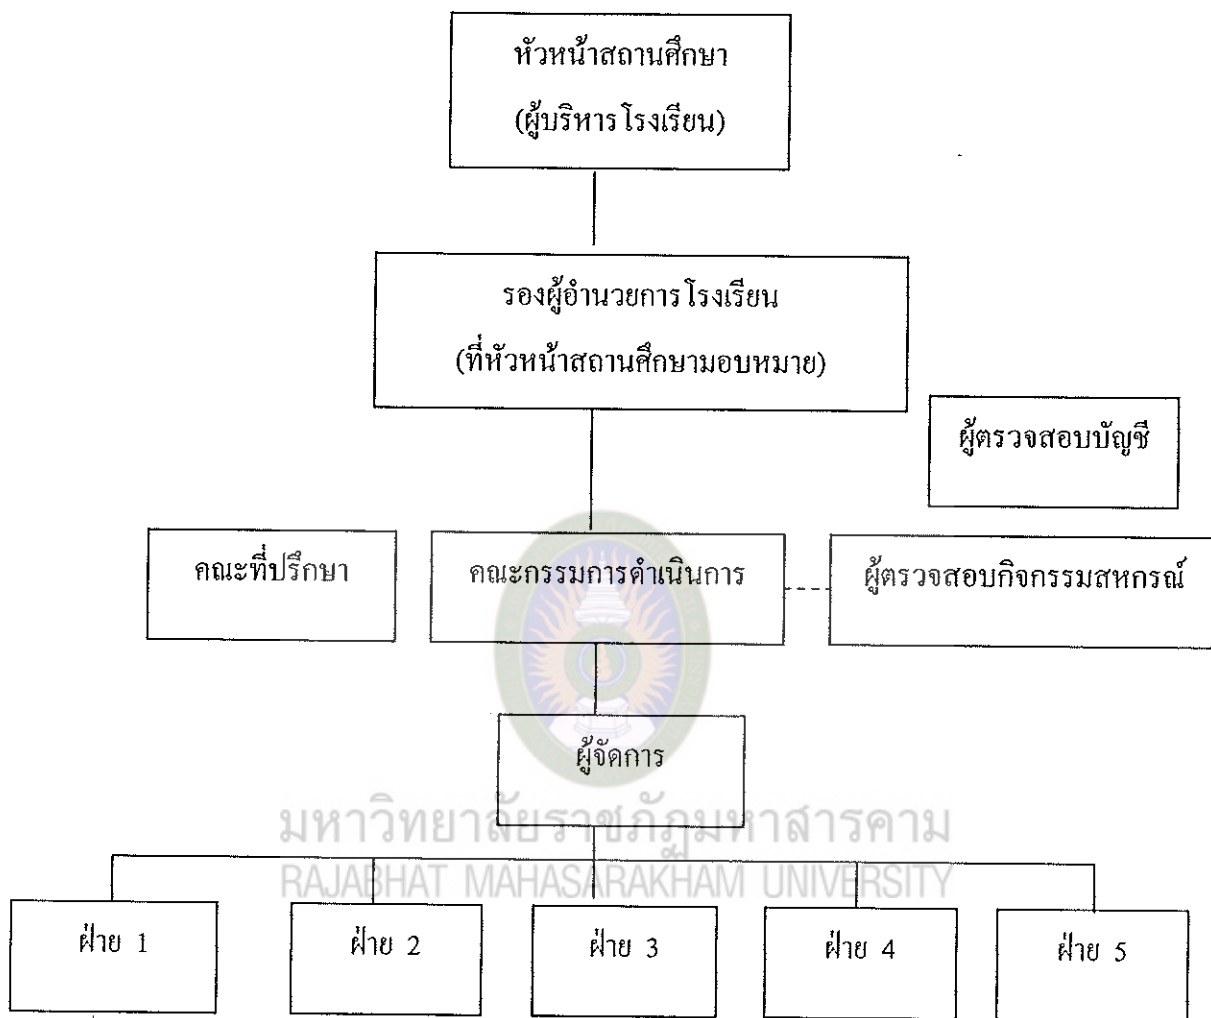 หัวหน้าสถานศึกษา
(ผู้บริหารโรงเรียน)
รองผู้อำนวยการโรงเรียน
(ที่หัวหน้าสถานศึกษามอบหมาย)
ผู้ตรวจสอบบัญชี
คณะที่ปรึกษา
คณะกรรมการดำเนินการ
ผู้ตรวจสอบกิจกรรมสหกรณ์
ผู้จัดการ
มหาวิทยาลัยราชภัฏมหาสารคาม
RAJABHAT MAHASARAKHAM UNIVERSITY
ฝ่าย 1
ฝ่าย 2
ฝ่าย 3
ฝ่าย 4
ฝ่าย 5